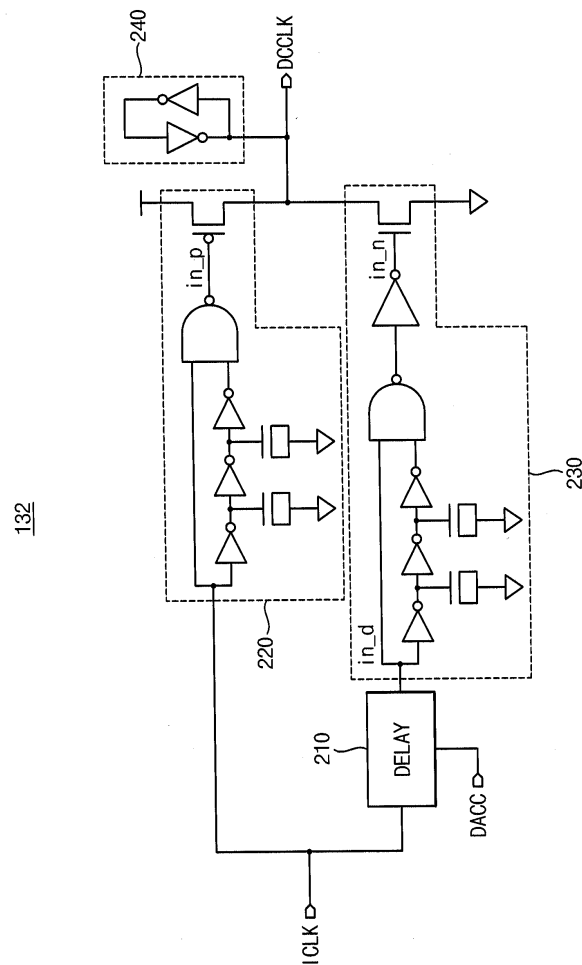 132
240
DCCLK
in_p
in_n
220
230
in_d
210
DELAY
DACC
ICLK